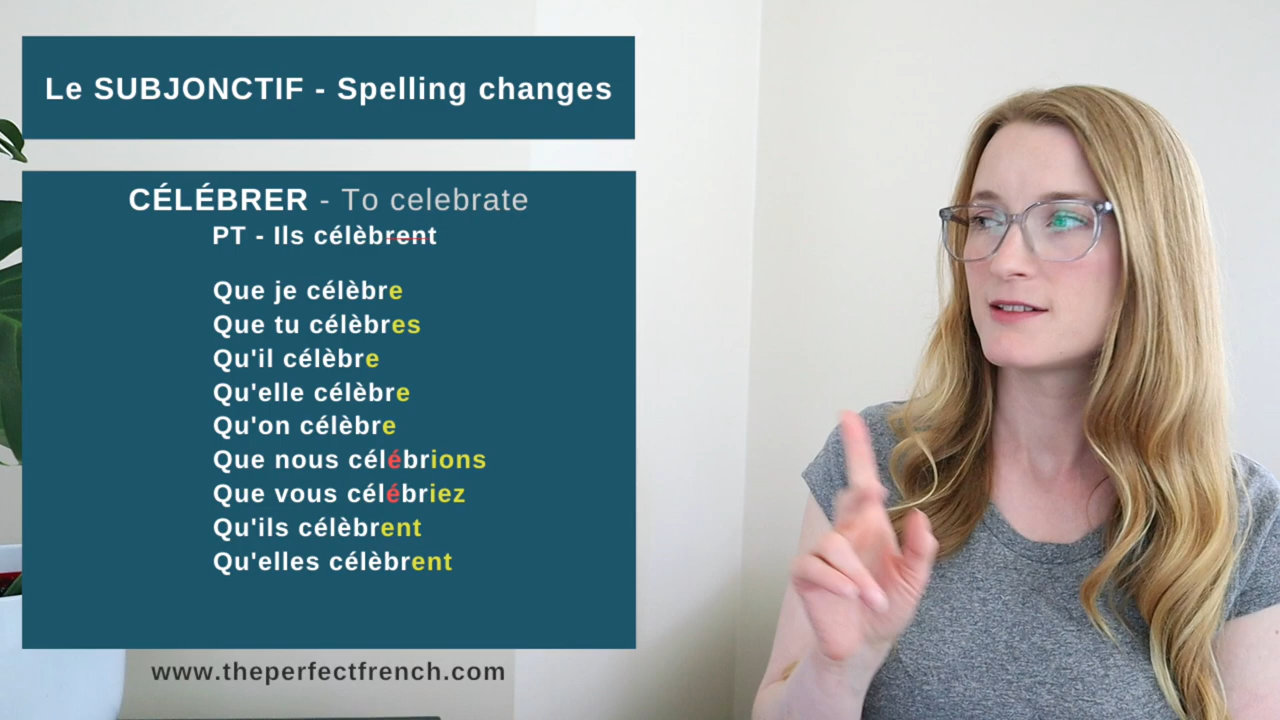 Le SUBJONCTIF - Spelling changes
CÉLÉBRER - To celebrate
PT - Ils célèbrent
Que je célèbre
Que tu célèbres
Qu'il célèbre
Qu'elle célèbre
Qu'on célèbre
Que nous célébrions
Que vous célébriez
Qu'ils célèbrent
Qu'elles célèbrent
www.theperfectfrench.com